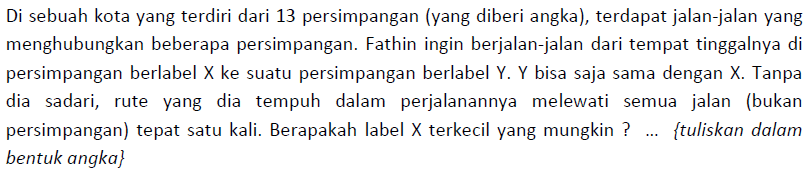 Di sebuah kota yang terdiri dari 13 persimpangan (yang diberi angka), terdapat jalan-jalan yang
menghubungkan beberapa persimpangan. Fathin ingin berjalan-jalan dari tempat tinggalnya di
persimpangan berlabel X ke suatu persimpangan berlabel Y. Y bisa saja sama dengan X. Tanpa
dia sadari, rute yang dia tempuh dalam perjalanannya melewati semua jalan (bukan
persimpangan) tepat satu kali. Berapakah label X terkecil yang mungkin ? ... {tuliskan dalam
bentuk angka}